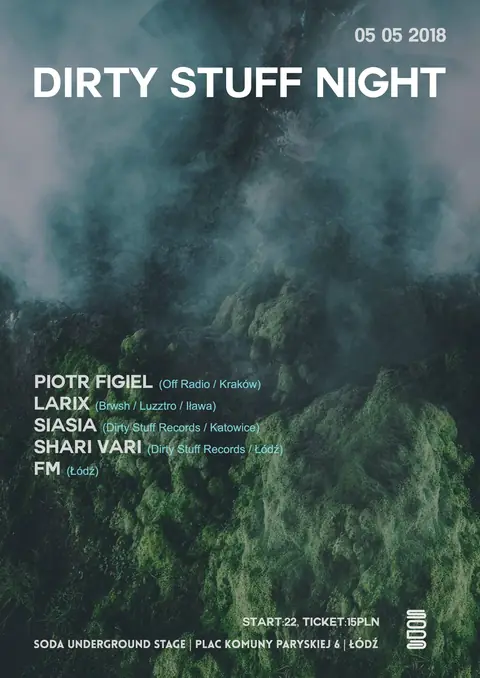 05 05 2018
DIRTY STUFF NIGHT
PIOTR FIGIEL (Off Radio / Kraków)
LARIX (Brwsh / Luzztro / Iława)
SIASIA (Dirty Stuff Records / Katowice)
SHARI VARI (Dirty Stuff Records / Łódź)
FM (Łódź)
START:22, TICKET:15PLN
SODA UNDERGROUND STAGE | PLAC KOMUNY PARYSKIEJ 6 | ŁÓDŹ